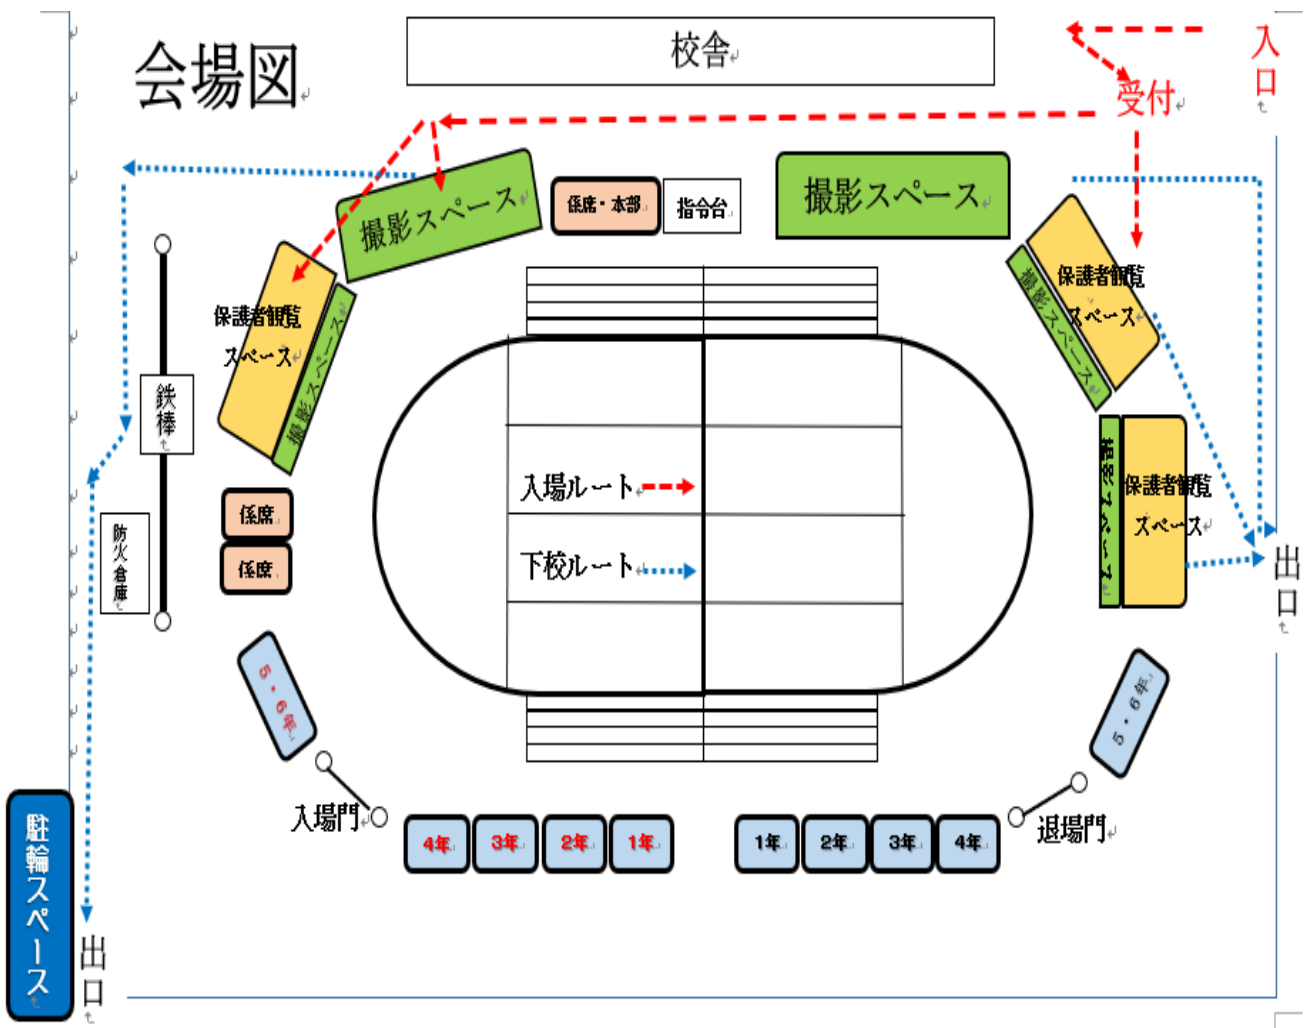 会場図
校舎
入口
受付
撮影スペース
係席・本部
指令台
撮影スペース
保護者観覧
スペース
撮影スペース
保護者観覧
スペース
撮影スペース
鉄棒
入場ルート
保護者観覧
スペース
撮影スペース
係席
係席
防火倉庫
下校ルート
出口
5・6年
5・6年
入場門
退場門
4年
3年
2年
1年
1年
2年
3年
4年
駐輪スペース
出口